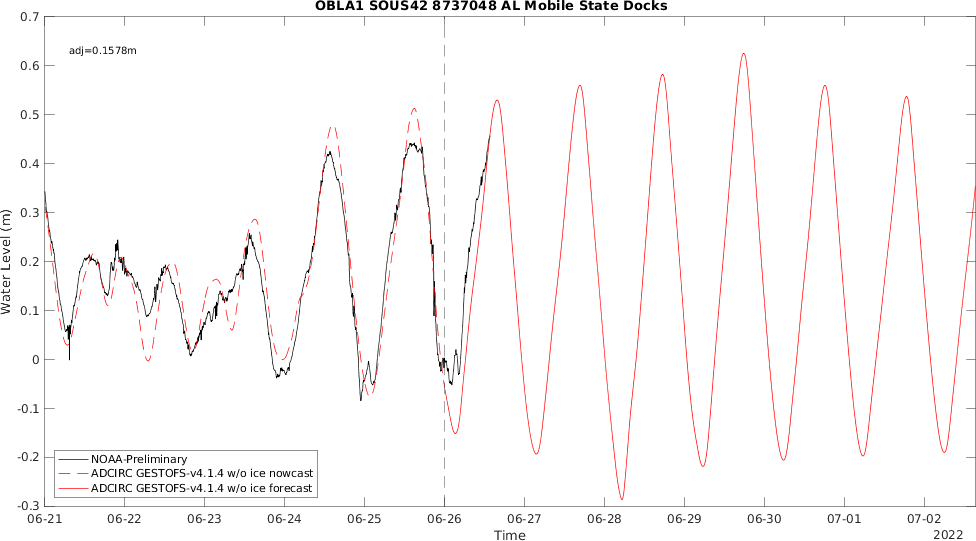 OBLA1 SOUS42 8737048 AL Mobile State Docks
adj=0.1578m
0.7
0.6
0.5
0.4
0.3
0.2
0.1
0
-0.1
-0.2
-0.3
Water Level (m)
NOAA-Preliminary
ADCIRC GESTOFS-v4.1.4 w/o ice nowcast
ADCIRC GESTOFS-v4.1.4 w/o ice forecast
06-21 06-22 06-23 06-24 06-25 06-26 06-27 06-28 06-29 06-30 07-01 07-02
Time
2022